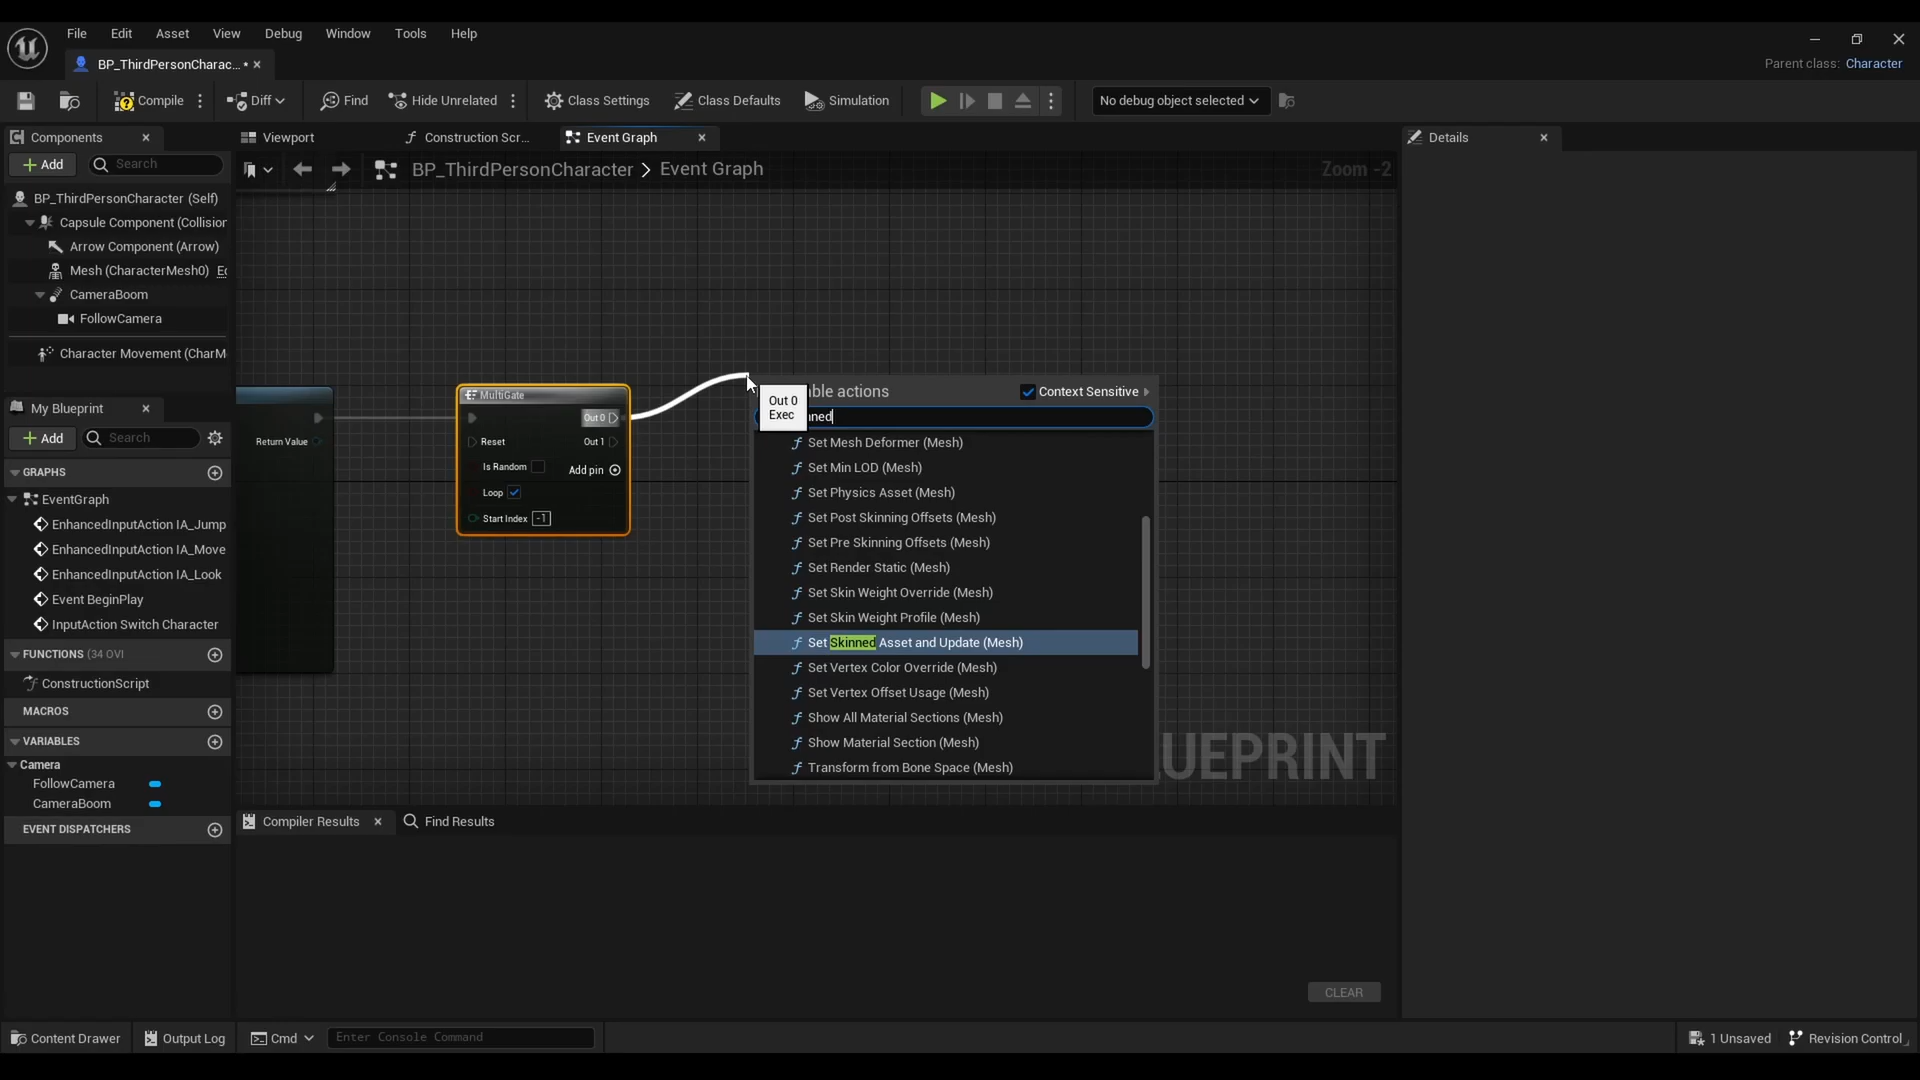 File Edit Asset View Debug Window Tools Help
BP_ThirdPersonCharac... •
Parent class: Character
Compile
Diff
Find
Hide Unrelated
Class Settings
Class Defaults
Simulation
No debug object selected
Components
Viewport
Construction Scr...
Event Graph
Details
Add
Search
BP_ThirdPersonCharacter > Event Graph
Zoom -2
BP_ThirdPersonCharacter (Self)
Capsule Component (Collision
Arrow Component (Arrow)
Mesh (CharacterMesh0)
CameraBoom
FollowCamera
Character Movement (CharM
My Blueprint
Add
Search
GRAPHS
EventGraph
EnhancedInputAction IA_Jump
EnhancedInputAction IA_Move
EnhancedInputAction IA_Look
Event BeginPlay
InputAction Switch Character
FUNCTIONS (34 OVI
ConstructionScript
MACROS
VARIABLES
Camera
FollowCamera
CameraBoom
EVENT DISPATCHERS
Return Value
MultiGate
Out 0
Reset
Out 1
Is Random
Add pin
Loop
Start Index -1
Out 0
Exec
ble actions
Context Sensitive
ned
Set Mesh Deformer (Mesh)
Set Min LOD (Mesh)
Set Physics Asset (Mesh)
Set Post Skinning Offsets (Mesh)
Set Pre Skinning Offsets (Mesh)
Set Render Static (Mesh)
Set Skin Weight Override (Mesh)
Set Skin Weight Profile (Mesh)
Set Skinned Asset and Update (Mesh)
Set Vertex Color Override (Mesh)
Set Vertex Offset Usage (Mesh)
Show All Material Sections (Mesh)
Show Material Section (Mesh)
Transform from Bone Space (Mesh)
UEPRINT
Compiler Results
Find Results
CLEAR
Content Drawer
Output Log
Cmd
Enter Console Command
1 Unsaved
Revision Control